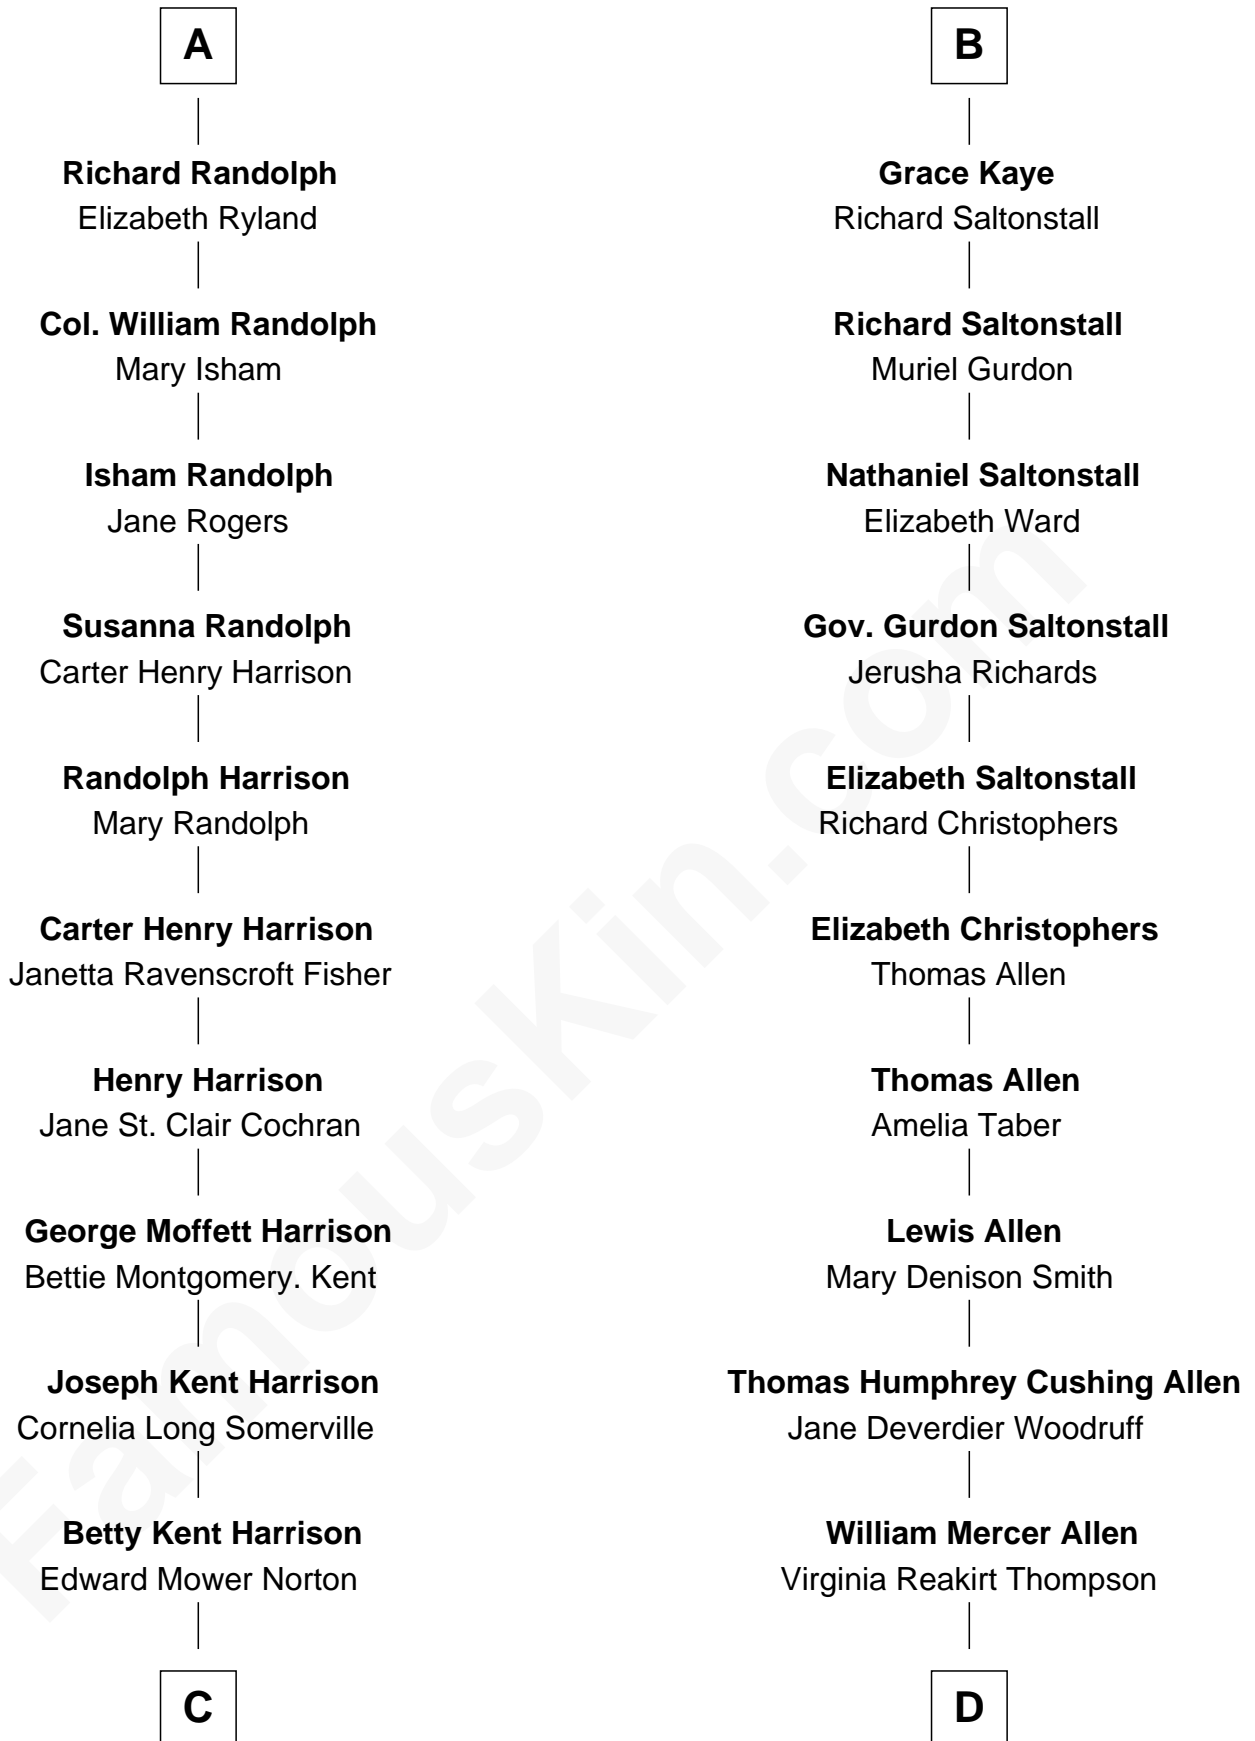 A
Richard Randolph
Elizabeth Ryland
Col. William Randolph
Mary Isham
Isham Randolph
Jane Rogers
Susanna Randolph
Carter Henry Harrison
Randolph Harrison
Mary Randolph
Carter Henry Harrison
Janetta Ravenscroft Fisher
Henry Harrison
Jane St. Clair Cochran
George Moffett Harrison
Bettie Montgomery. Kent
Joseph Kent Harrison
Cornelia Long Somerville
Betty Kent Harrison
Edward Mower Norton
C
B
Grace Kaye
Richard Saltonstall
Richard Saltonstall
Muriel Gurdon
Nathaniel Saltonstall
Elizabeth Ward
Gov. Gurdon Saltonstall
Jerusha Richards
Elizabeth Saltonstall
Richard Christophers
Elizabeth Christophers
Thomas Allen
Thomas Allen
Amelia Taber
Lewis Allen
Mary Denison Smith
Thomas Humphrey Cushing Allen
Jane Deverdier Woodruff
William Mercer Allen
Virginia Reakirt Thompson
D
FamousKin.com